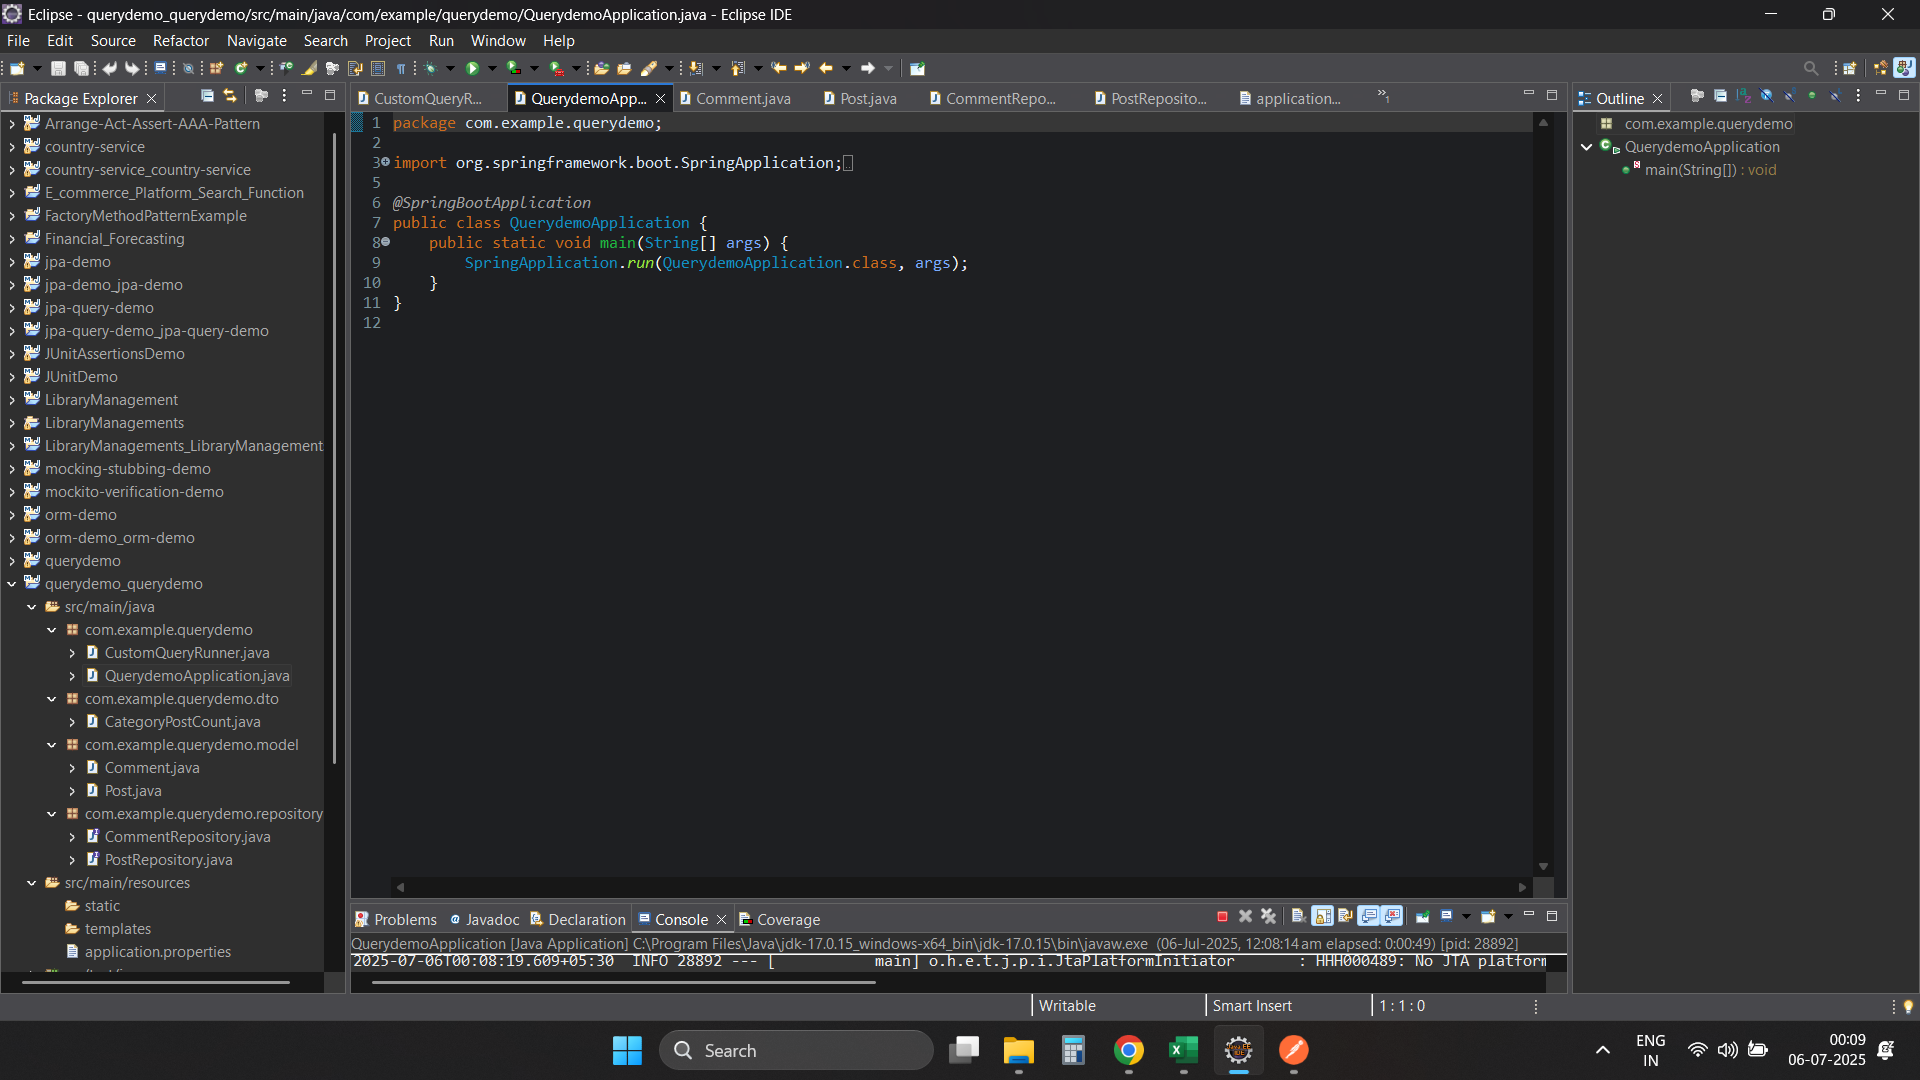 Eclipse - querydemo_querydemo/src/main/java/com/example/querydemo/QuerydemoApplication.java - Eclipse IDE
File Edit Source Refactor Navigate Search Project Run Window Help
Package Explorer
Arrange-Act-Assert-AAA-Pattern
country-service
country-service_country-service
E_commerce_Platform_Search_Function
FactoryMethodPatternExample
Financial_Forecasting
jpa-demo
jpa-demo_jpa-demo
jpa-query-demo
jpa-query-demo_jpa-query-demo
JUnitAssertionsDemo
JUnitDemo
LibraryManagement
LibraryManagements
LibraryManagements_LibraryManagement
mocking-stubbing-demo
mockito-verification-demo
orm-demo
orm-demo_orm-demo
querydemo
querydemo_querydemo
src/main/java
com.example.querydemo
CustomQueryRunner.java
QuerydemoApplication.java
com.example.querydemo.dto
CategoryPostCount.java
com.example.querydemo.model
Comment.java
Post.java
com.example.querydemo.repository
CommentRepository.java
PostRepository.java
src/main/resources
static
templates
application.properties
CustomQueryR... QuerydemoApp... Comment.java Post.java CommentRepo... PostReposito... application... »1
1 package com.example.querydemo;
2
3 import org.springframework.boot.SpringApplication;
5
6 @SpringBootApplication
7 public class QuerydemoApplication {
8 public static void main(String[] args) {
9 SpringApplication.run(QuerydemoApplication.class, args);
10 }
11 }
12
Outline
com.example.querydemo
QuerydemoApplication
main(String[]) : void
Problems @ Javadoc Declaration Console Coverage
QuerydemoApplication [Java Application] C:\Program Files\Java\jdk-17.0.15_windows-x64_bin\jdk-17.0.15\bin\javaw.exe (06-Jul-2025, 12:08:14 am elapsed: 0:00:49) [pid: 28892]
2025-07-06T00:08:19.609+05:30 INFO 28892 --- [ main] o.h.e.t.j.p.i.JtaPlatformInitiator : HHH000489: No JTA platform
Writable Smart Insert 1 : 1 : 0
Search
ENG
IN
00:09
06-07-2025